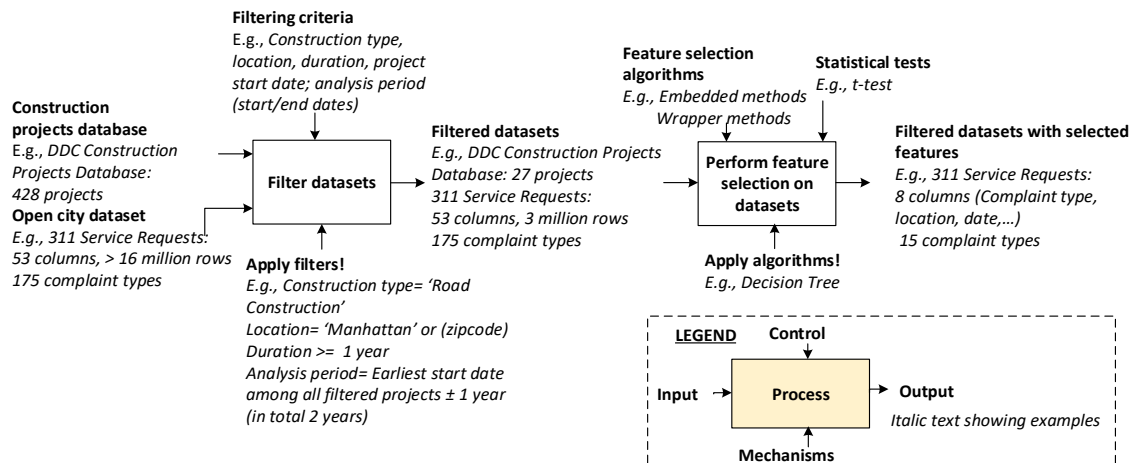 Filtering criteria
E.g., Construction type,
location, duration, project
start date; analysis period
(start/end dates)
Construction
projects database
E.g., DDC Construction
Projects Database:
428 projects
Open city dataset
E.g., 311 Service Requests:
53 columns, > 16 million rows
175 complaint types
Filter datasets
Apply filters!
E.g., Construction type= ‘Road
Construction’
Location= ‘Manhattan’ or (zipcode)
Duration >= 1 year
Analysis period= Earliest start date
among all filtered projects ± 1 year
(in total 2 years)
Filtered datasets
E.g., DDC Construction Projects
Database: 27 projects
311 Service Requests:
53 columns, 3 million rows
175 complaint types
Feature selection
algorithms
E.g., Embedded methods
Wrapper methods
Statistical tests
E.g., t-test
Perform feature
selection on
datasets
Apply algorithms!
E.g., Decision Tree
Filtered datasets with selected
features
E.g., 311 Service Requests:
8 columns (Complaint type,
location, date,...)
15 complaint types
LEGEND
Control
Input
Process
Output
Italic text showing examples
Mechanisms